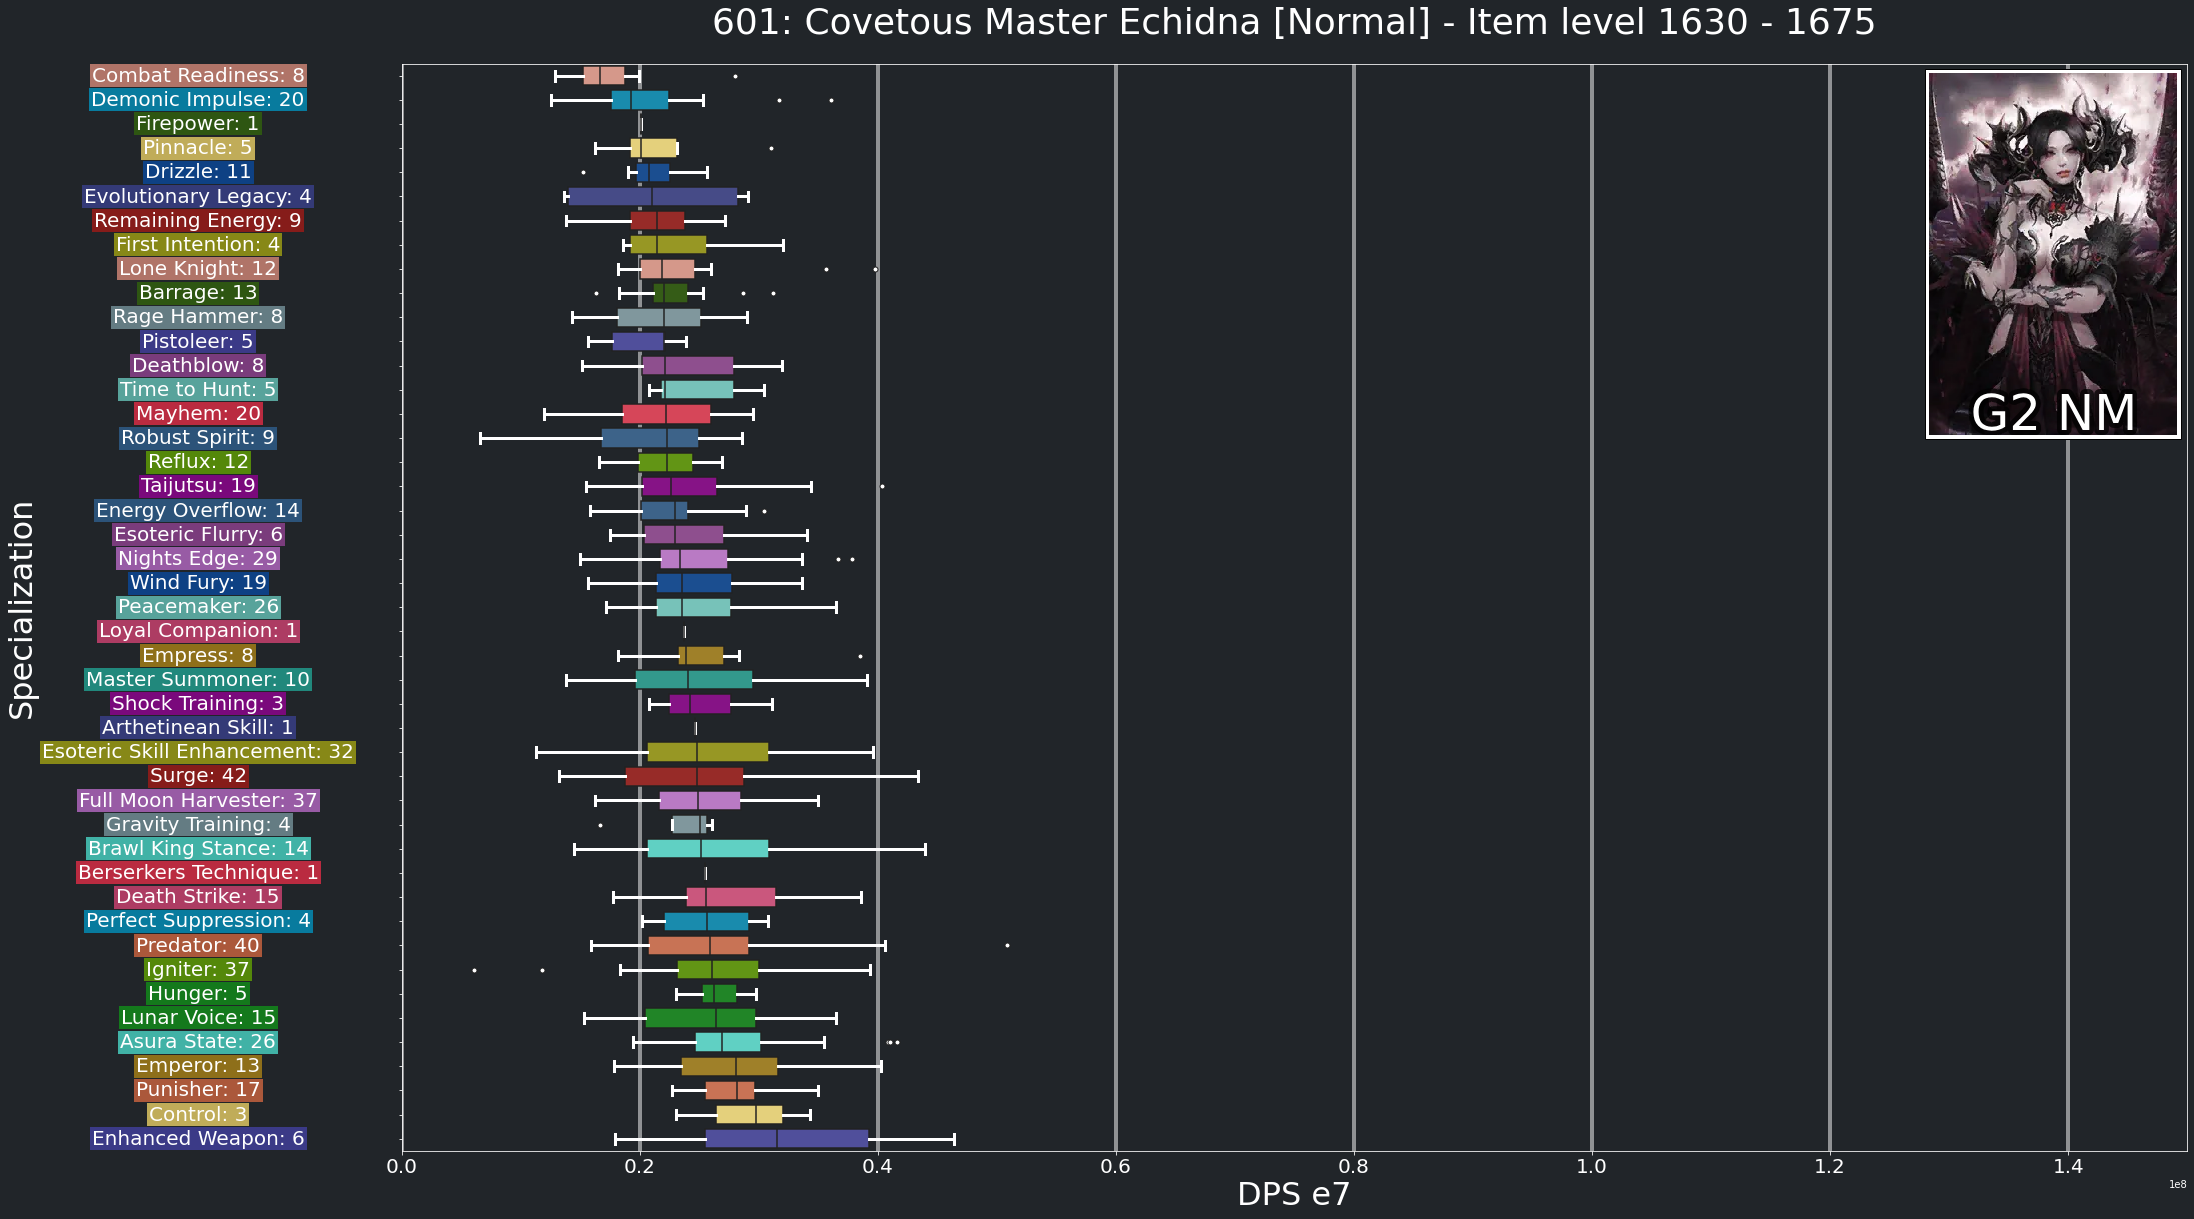 601: Covetous Master Echidna [Normal] - Item level 1630 - 1675
Combat Readiness: 8
Demonic Impulse: 20
Firepower: 1
Pinnacle: 5
Drizzle: 11
Evolutionary Legacy: 4
Remaining Energy: 9
First Intention: 4
Lone Knight: 12
Barrage: 13
Rage Hammer: 8
Pistoleer: 5
Deathblow: 8
Time to Hunt: 5
Mayhem: 20
Robust Spirit: 9
Reflux: 12
Taijutsu: 19
Energy Overflow: 14
Esoteric Flurry: 6
Nights Edge: 29
Wind Fury: 19
Peacemaker: 26
Loyal Companion: 1
Empress: 8
Master Summoner: 10
Shock Training: 3
Arthetinean Skill: 1
Esoteric Skill Enhancement: 32
Surge: 42
Full Moon Harvester: 37
Gravity Training: 4
Brawl King Stance: 14
Berserkers Technique: 1
Death Strike: 15
Perfect Suppression: 4
Predator: 40
Igniter: 37
Hunger: 5
Lunar Voice: 15
Asura State: 26
Emperor: 13
Punisher: 17
Control: 3
Enhanced Weapon: 6
Specialization
G2 NM
0.0 0.2 0.4 0.6 0.8 1.0 1.2 1.4
1e8
DPS e7